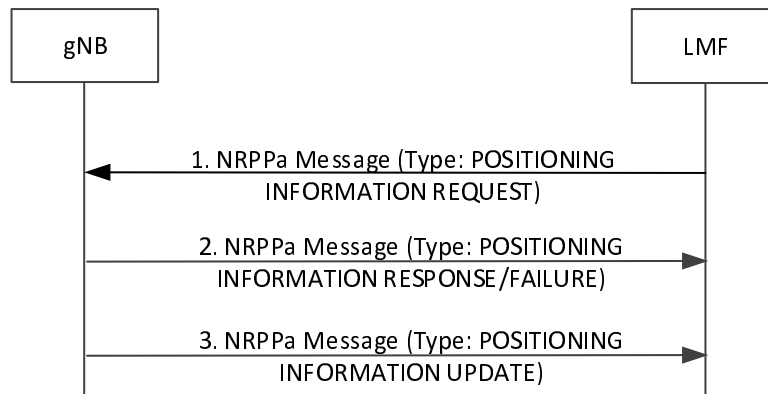 gNB
LMF
1. NRPPa Message (Type: POSITIONING
INFORMATION REQUEST)
2. NRPPa Message (Type: POSITIONING
INFORMATION RESPONSE/FAILURE)
3. NRPPa Message (Type: POSITIONING
INFORMATION UPDATE)